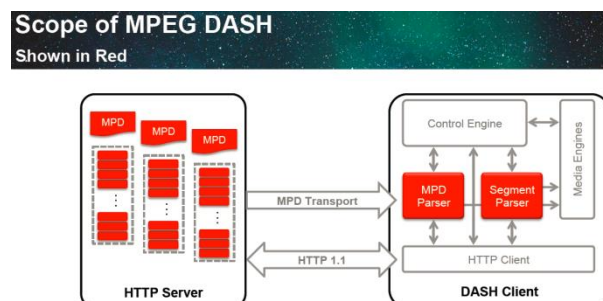 Scope of MPEG DASH
Shown in Red
MPD
MPD
MPD
HTTP Server
MPD Transport
HTTP 1.1
Control Engine
Media Engines
MPD
Parser
Segment
Parser
HTTP Client
DASH Client